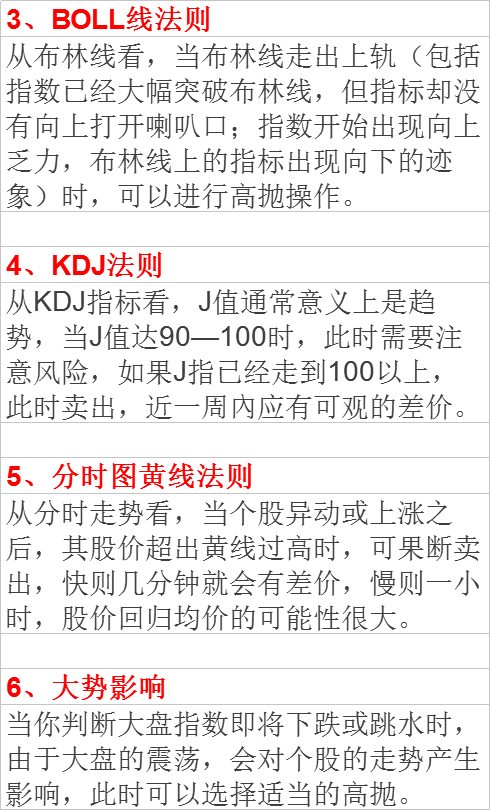 3、BOLL线法则
从布林线看，当布林线走出上轨（包括
指数已经大幅突破布林线，但指标却没
有向上打开喇叭口；指数开始出现向上
乏力，布林线上的指标出现向下的迹
象）时，可以进行高抛操作。
4、KDJ法则
从KDJ指标看，J值通常意义上是趋
势，当J值达90—100时，此时需要注
意风险，如果J指已经走到100以上，
此时卖出，近一周内应有可观的差价。
5、分时图黄线法则
从分时走势看，当个股异动或上涨之
后，其股价超出黄线过高时，可果断卖
出，快则几分钟就会有差价，慢则一小
时，股价回归均价的可能性很大。
6、大势影响
当你判断大盘指数即将下跌或跳水时，
由于大盘的震荡，会对个股的走势产生
影响，此时可以选择适当的高抛。